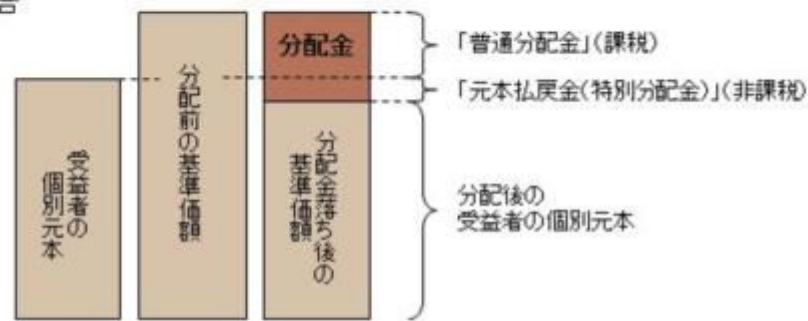 分配金
「普通分配金」(課税)
「元本払戻金(特別分配金)」(非課税)
受益者の
個別元本
分配前の基準価額
分配金落ち後の
基準価額
分配後の
受益者の個別元本